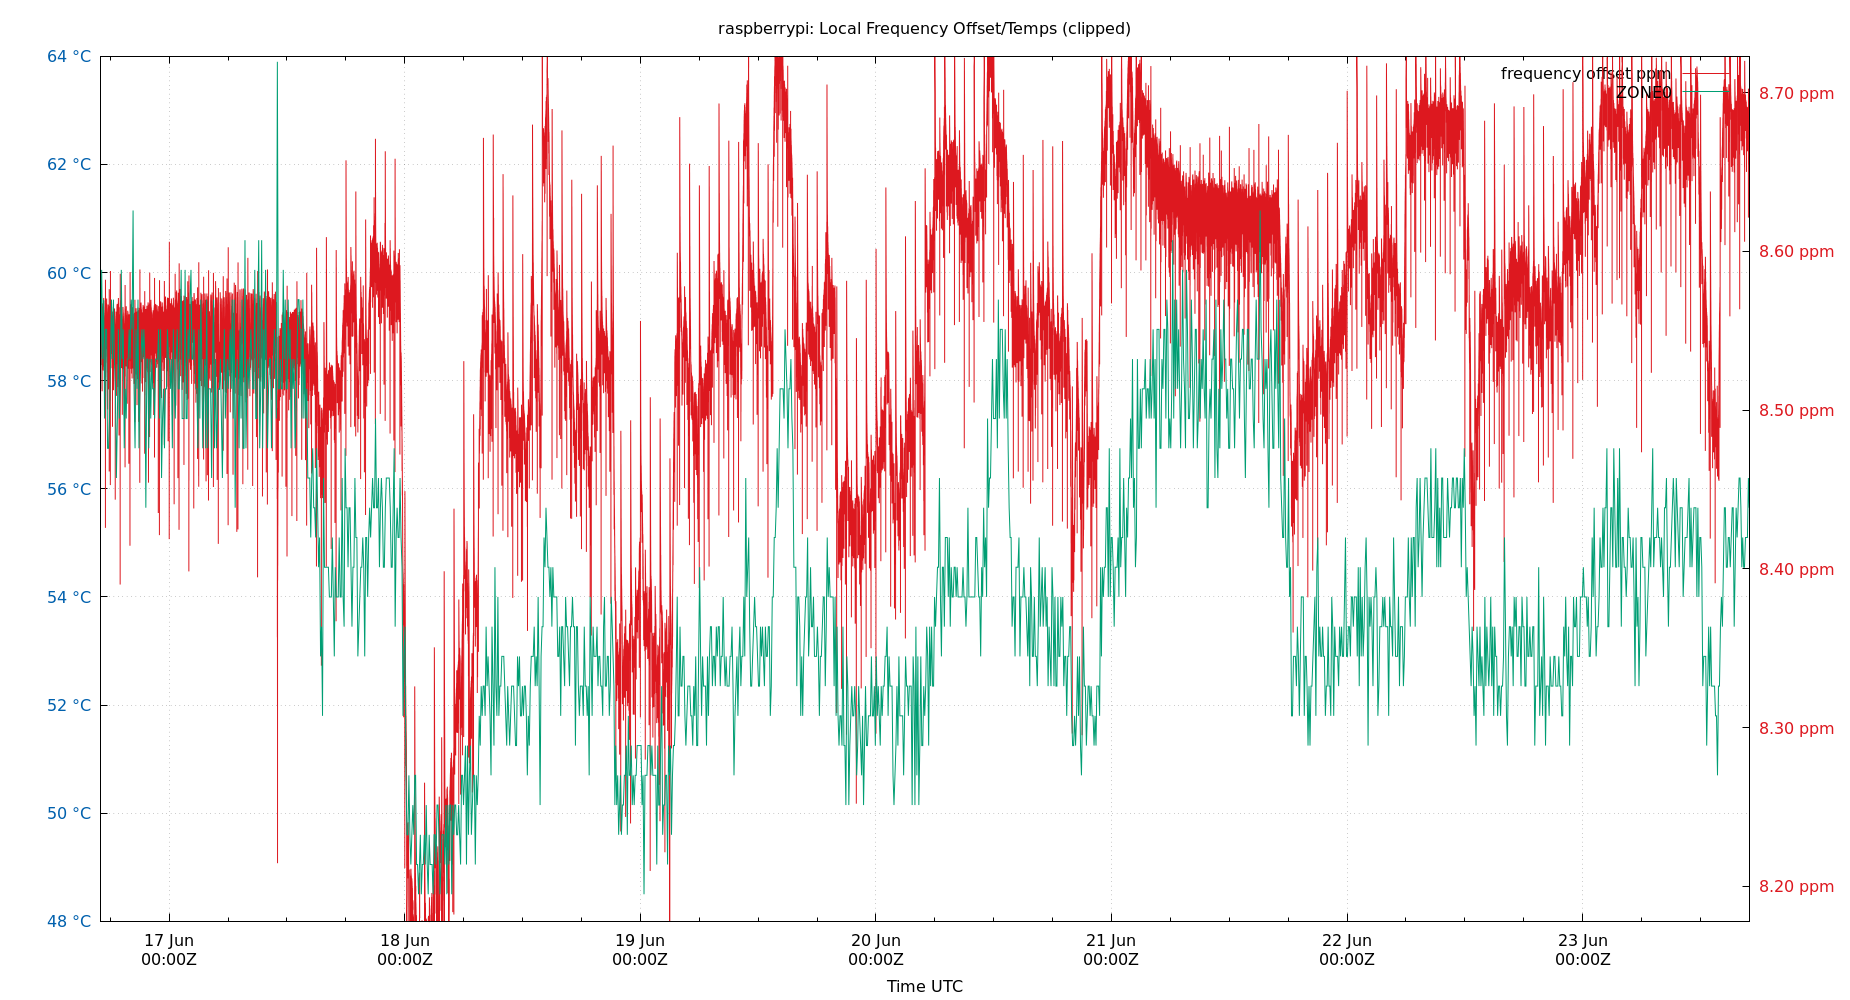 raspberrypi: Local Frequency Offset/Temps (clipped)
64 °C
62 °C
60 °C
58 °C
56 °C
54 °C
52 °C
50 °C
48 °C
frequency offset ppm
ZONE0
8.70 ppm
8.60 ppm
8.50 ppm
8.40 ppm
8.30 ppm
8.20 ppm
17 Jun 18 Jun 19 Jun 20 Jun 21 Jun 22 Jun 23 Jun
00:00Z 00:00Z 00:00Z 00:00Z 00:00Z 00:00Z 00:00Z
Time UTC